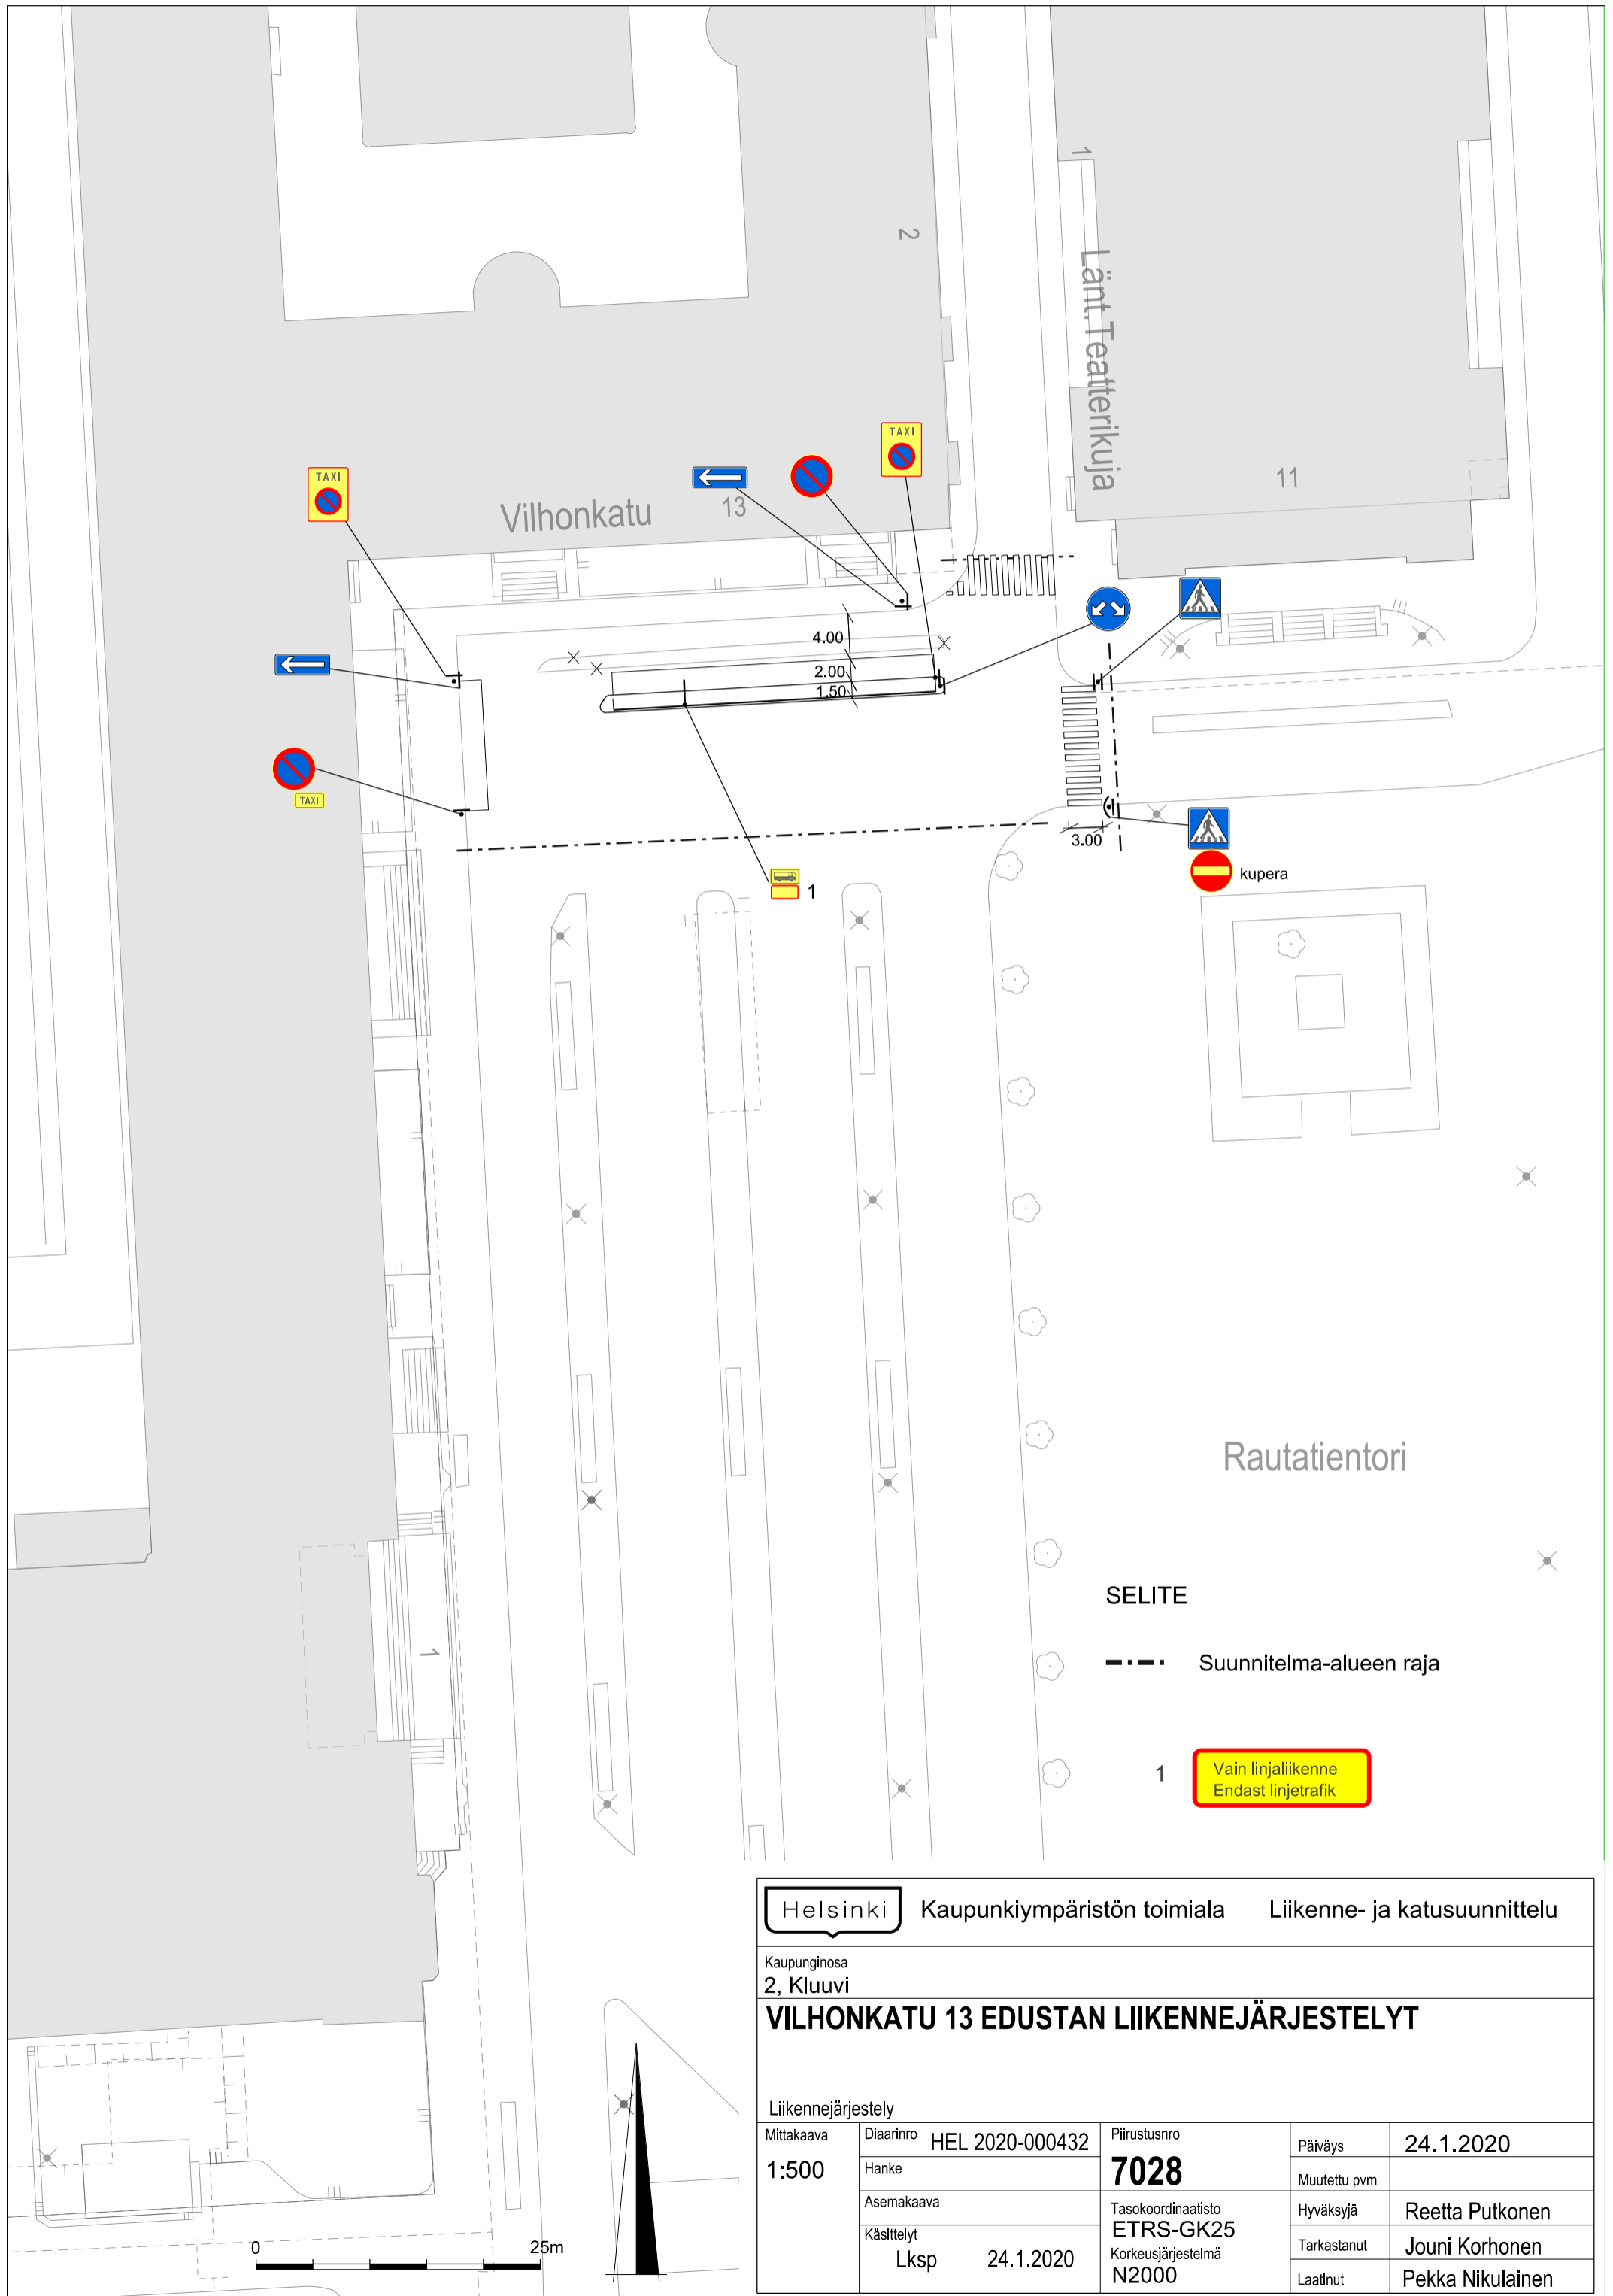 1
2
Länt.Teatterikuja
TAXI
TAXI
Vilhonkatu
13
11
4.00
2.00
1.50
TAXI
3.00
1
kupera
Rautatientori
SELITE
Suunnitelma-alueen raja
1
1
Vain linjaliikenne
Endast linjetrafik
Helsinki
Kaupunkiympäristön toimiala
Liikenne- ja katusuunnittelu
Kaupunginosa
2, Kluuvi
VILHONKATU 13 EDUSTAN LIIKENNEJÄRJESTELYT
Liikennejärjestely
Mittakaava
1:500
Diaarinro HEL 2020-000432
Hanke
Asemakaava
Käsittelyt
Lksp 24.1.2020
Piirustusnro
7028
Tasokoordinaatisto
ETRS-GK25
Korkeusjärjestelmä
N2000
Päiväys 24.1.2020
Muutettu pvm
Hyväksyjä Reetta Putkonen
Tarkastanut Jouni Korhonen
Laatinut Pekka Nikulainen
0 25m